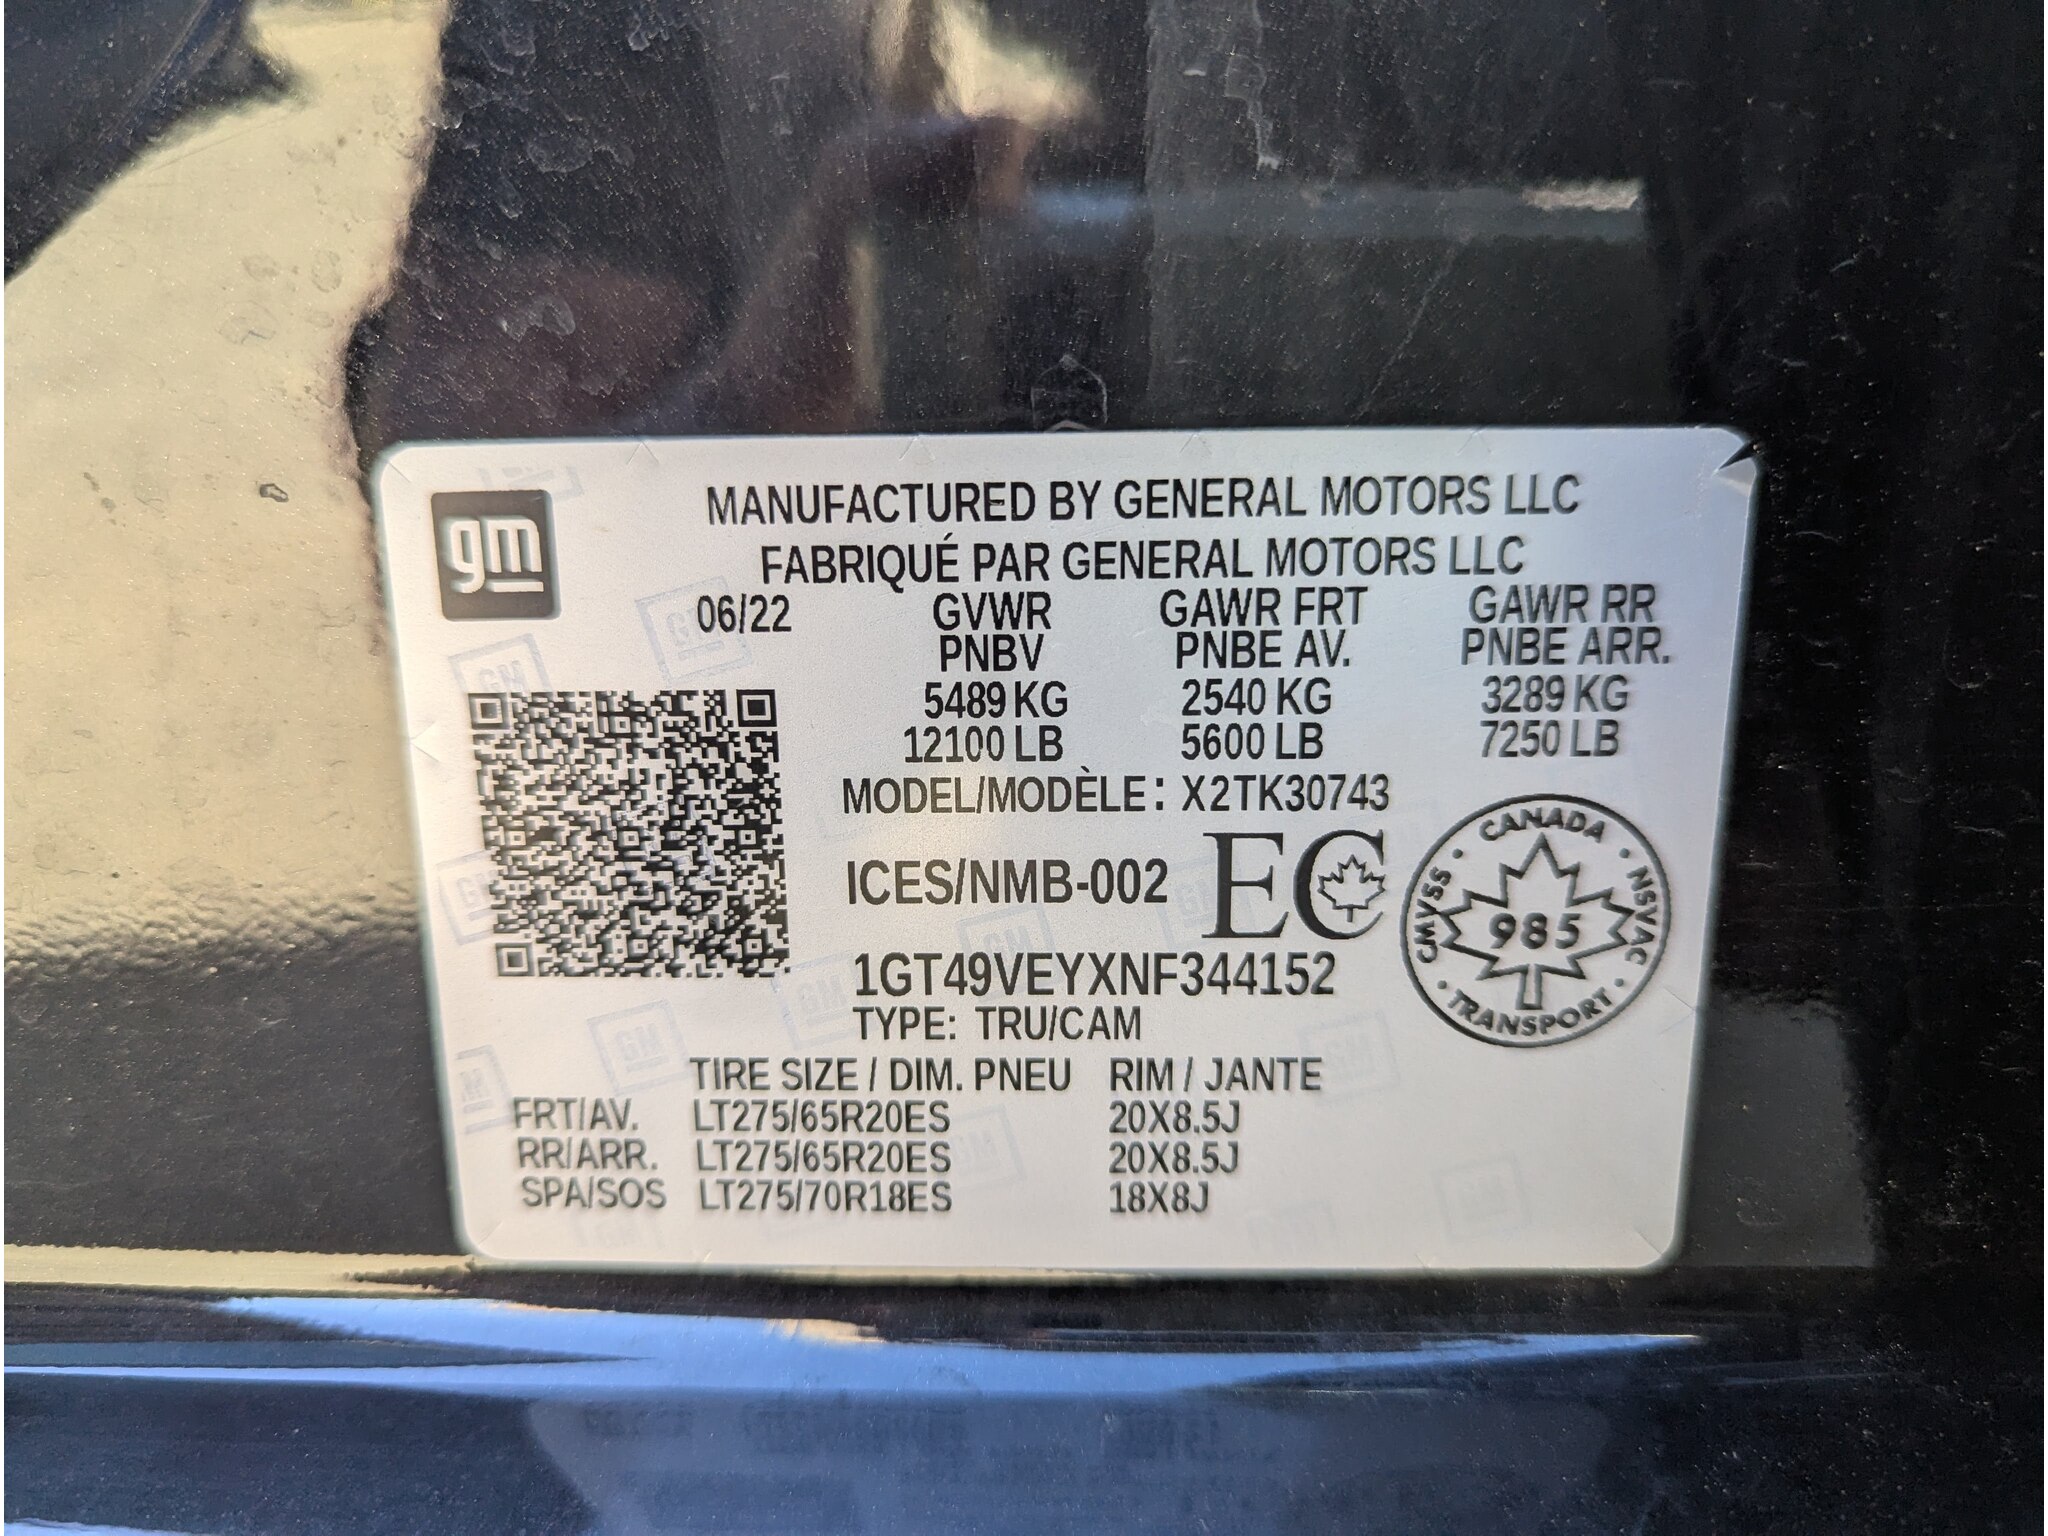 gm
MANUFACTURED BY GENERAL MOTORS LLC
FABRIQUÉ PAR GENERAL MOTORS LLC
06/22 GVWR GAWR FRT GAWR RR
PNBV PNBE AV. PNBE ARR.
5489 KG 2540 KG 3289 KG
12100 LB 5600 LB 7250 LB
MODEL/MODÈLE: X2TK30743
ICES/NMB-002 EC
CANADA · NSVAC · TRANSPORT · CMVSS ·
985
1GT49VEYXNF344152
TYPE: TRU/CAM
TIRE SIZE / DIM. PNEU RIM / JANTE
FRT/AV. LT275/65R20ES 20X8.5J
RR/ARR. LT275/65R20ES 20X8.5J
SPA/SOS LT275/70R18ES 18X8J